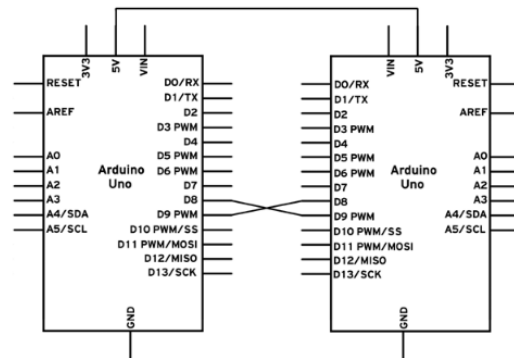 3V3
5V
VIN
RESET
AREF
A0
A1
A2
A3
A4/SDA
A5/SCL
Arduino
Uno
D0/RX
D1/TX
D2
D3 PWM
D4
D5 PWM
D6 PWM
D7
D8
D9 PWM
D10 PWM/SS
D11 PWM/MOSI
D12/MISO
D13/SCK
GND
VIN
5V
3V3
D0/RX
D1/TX
D2
D3 PWM
D4
D5 PWM
D6 PWM
D7
D8
D9 PWM
D10 PWM/SS
D11 PWM/MOSI
D12/MISO
D13/SCK
Arduino
Uno
RESET
AREF
A0
A1
A2
A3
A4/SDA
A5/SCL
GND